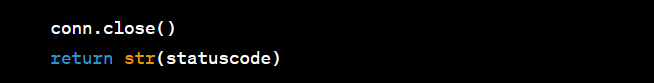 conn.close()
return str(statuscode)